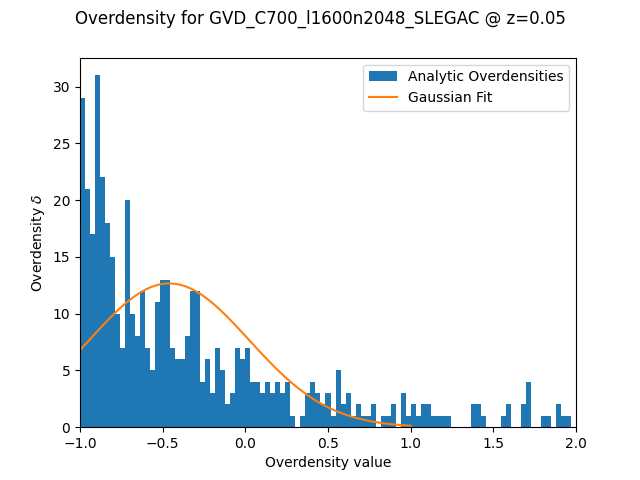 Overdensity for GVD_C700_l1600n2048_SLEGAC @ z=0.05
Analytic Overdensities
Gaussian Fit
Overdensity δ
30
25
20
15
10
5
0
−1.0 −0.5 0.0 0.5 1.0 1.5 2.0
Overdensity value